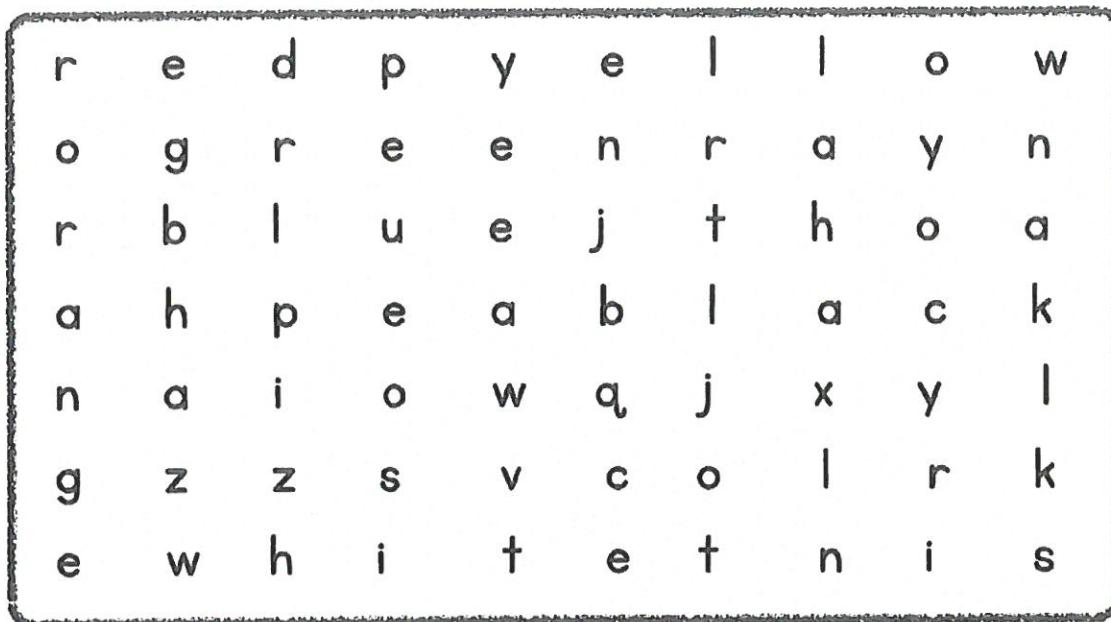 r e d p y e l l o w
o g r e e n r a y n
r b l u e j t h o a
a h p e a b l a c k
n a i o w q j x y l
g z z s v c o l r k
e w h i t e t n i s